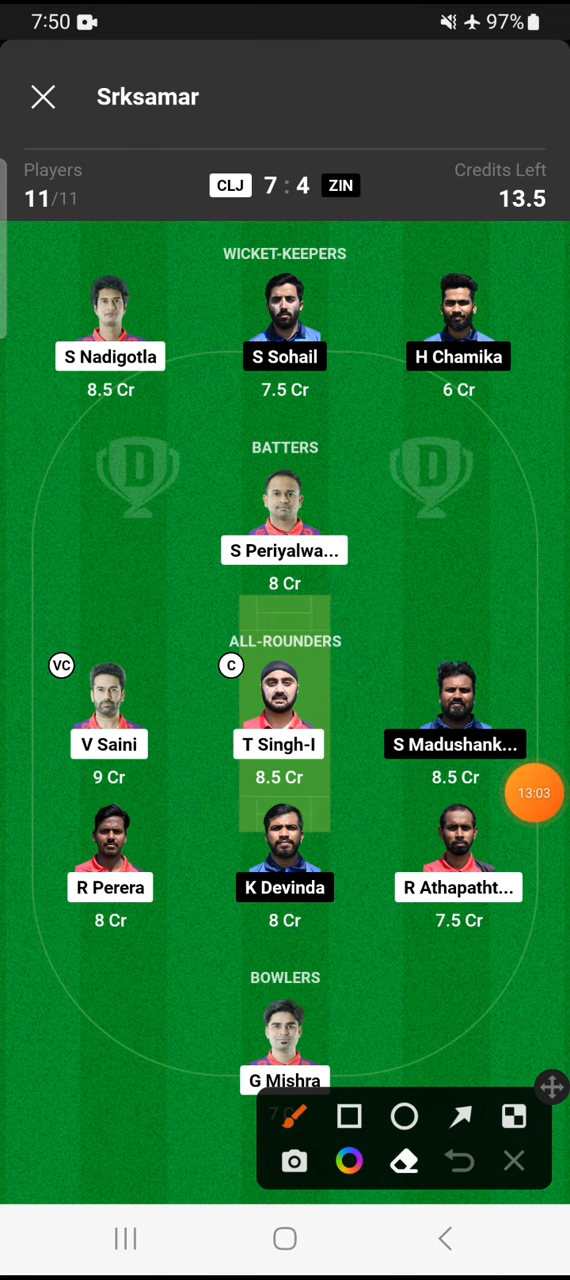 7:50 97%
Srksamar
Players Credits Left
11/11 CLJ 7 : 4 ZIN 13.5
WICKET-KEEPERS
S Nadigotla S Sohail H Chamika
8.5 Cr 7.5 Cr 6 Cr
BATTERS
S Periyalwa...
8 Cr
ALL-ROUNDERS
VC C
V Saini T Singh-I S Madushank...
9 Cr 8.5 Cr 8.5 Cr
13:03
R Perera K Devinda R Athapatht...
8 Cr 8 Cr 7.5 Cr
BOWLERS
G Mishra